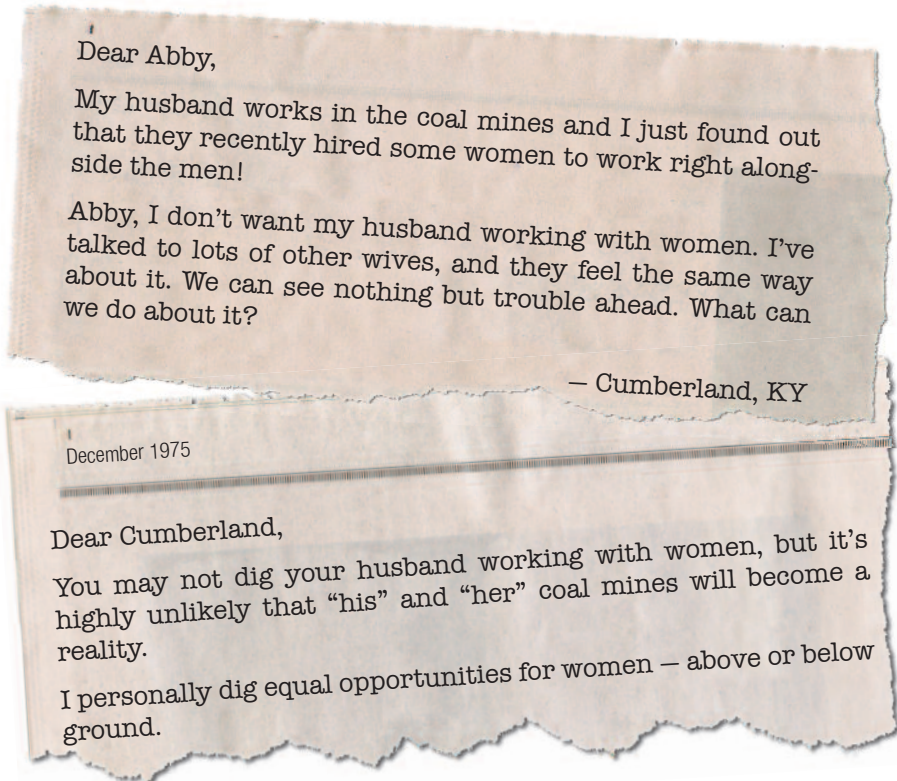 Dear Abby,
My husband works in the coal mines and I just found out
that they recently hired some women to work right along-
side the men!
Abby, I don’t want my husband working with women. I’ve
talked to lots of other wives, and they feel the same way
about it. We can see nothing but trouble ahead. What can
we do about it?
— Cumberland, KY
December 1975
Dear Cumberland,
You may not dig your husband working with women, but it’s
highly unlikely that “his” and “her” coal mines will become a
reality.
I personally dig equal opportunities for women — above or below
ground.